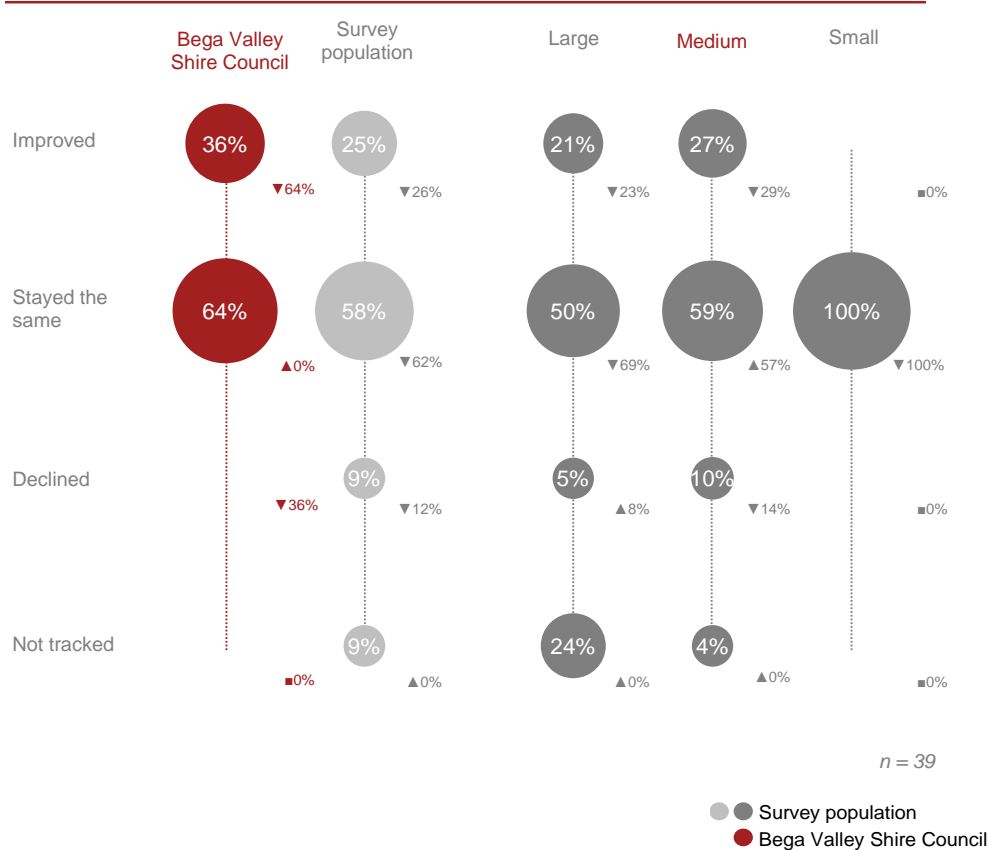 Bega Valley
Shire Council
Survey
population
Large
Medium
Small
Improved
36%
25%
21%
27%
▼64%
▼26%
▼23%
▼29%
■0%
Stayed the
same
64%
58%
50%
59%
100%
▲0%
▼62%
▼69%
▲57%
▼100%
Declined
9%
5%
10%
▼36%
▼12%
▲8%
▼14%
■0%
Not tracked
9%
24%
4%
■0%
▲0%
▲0%
▲0%
■0%
n = 39
Survey population
Bega Valley Shire Council